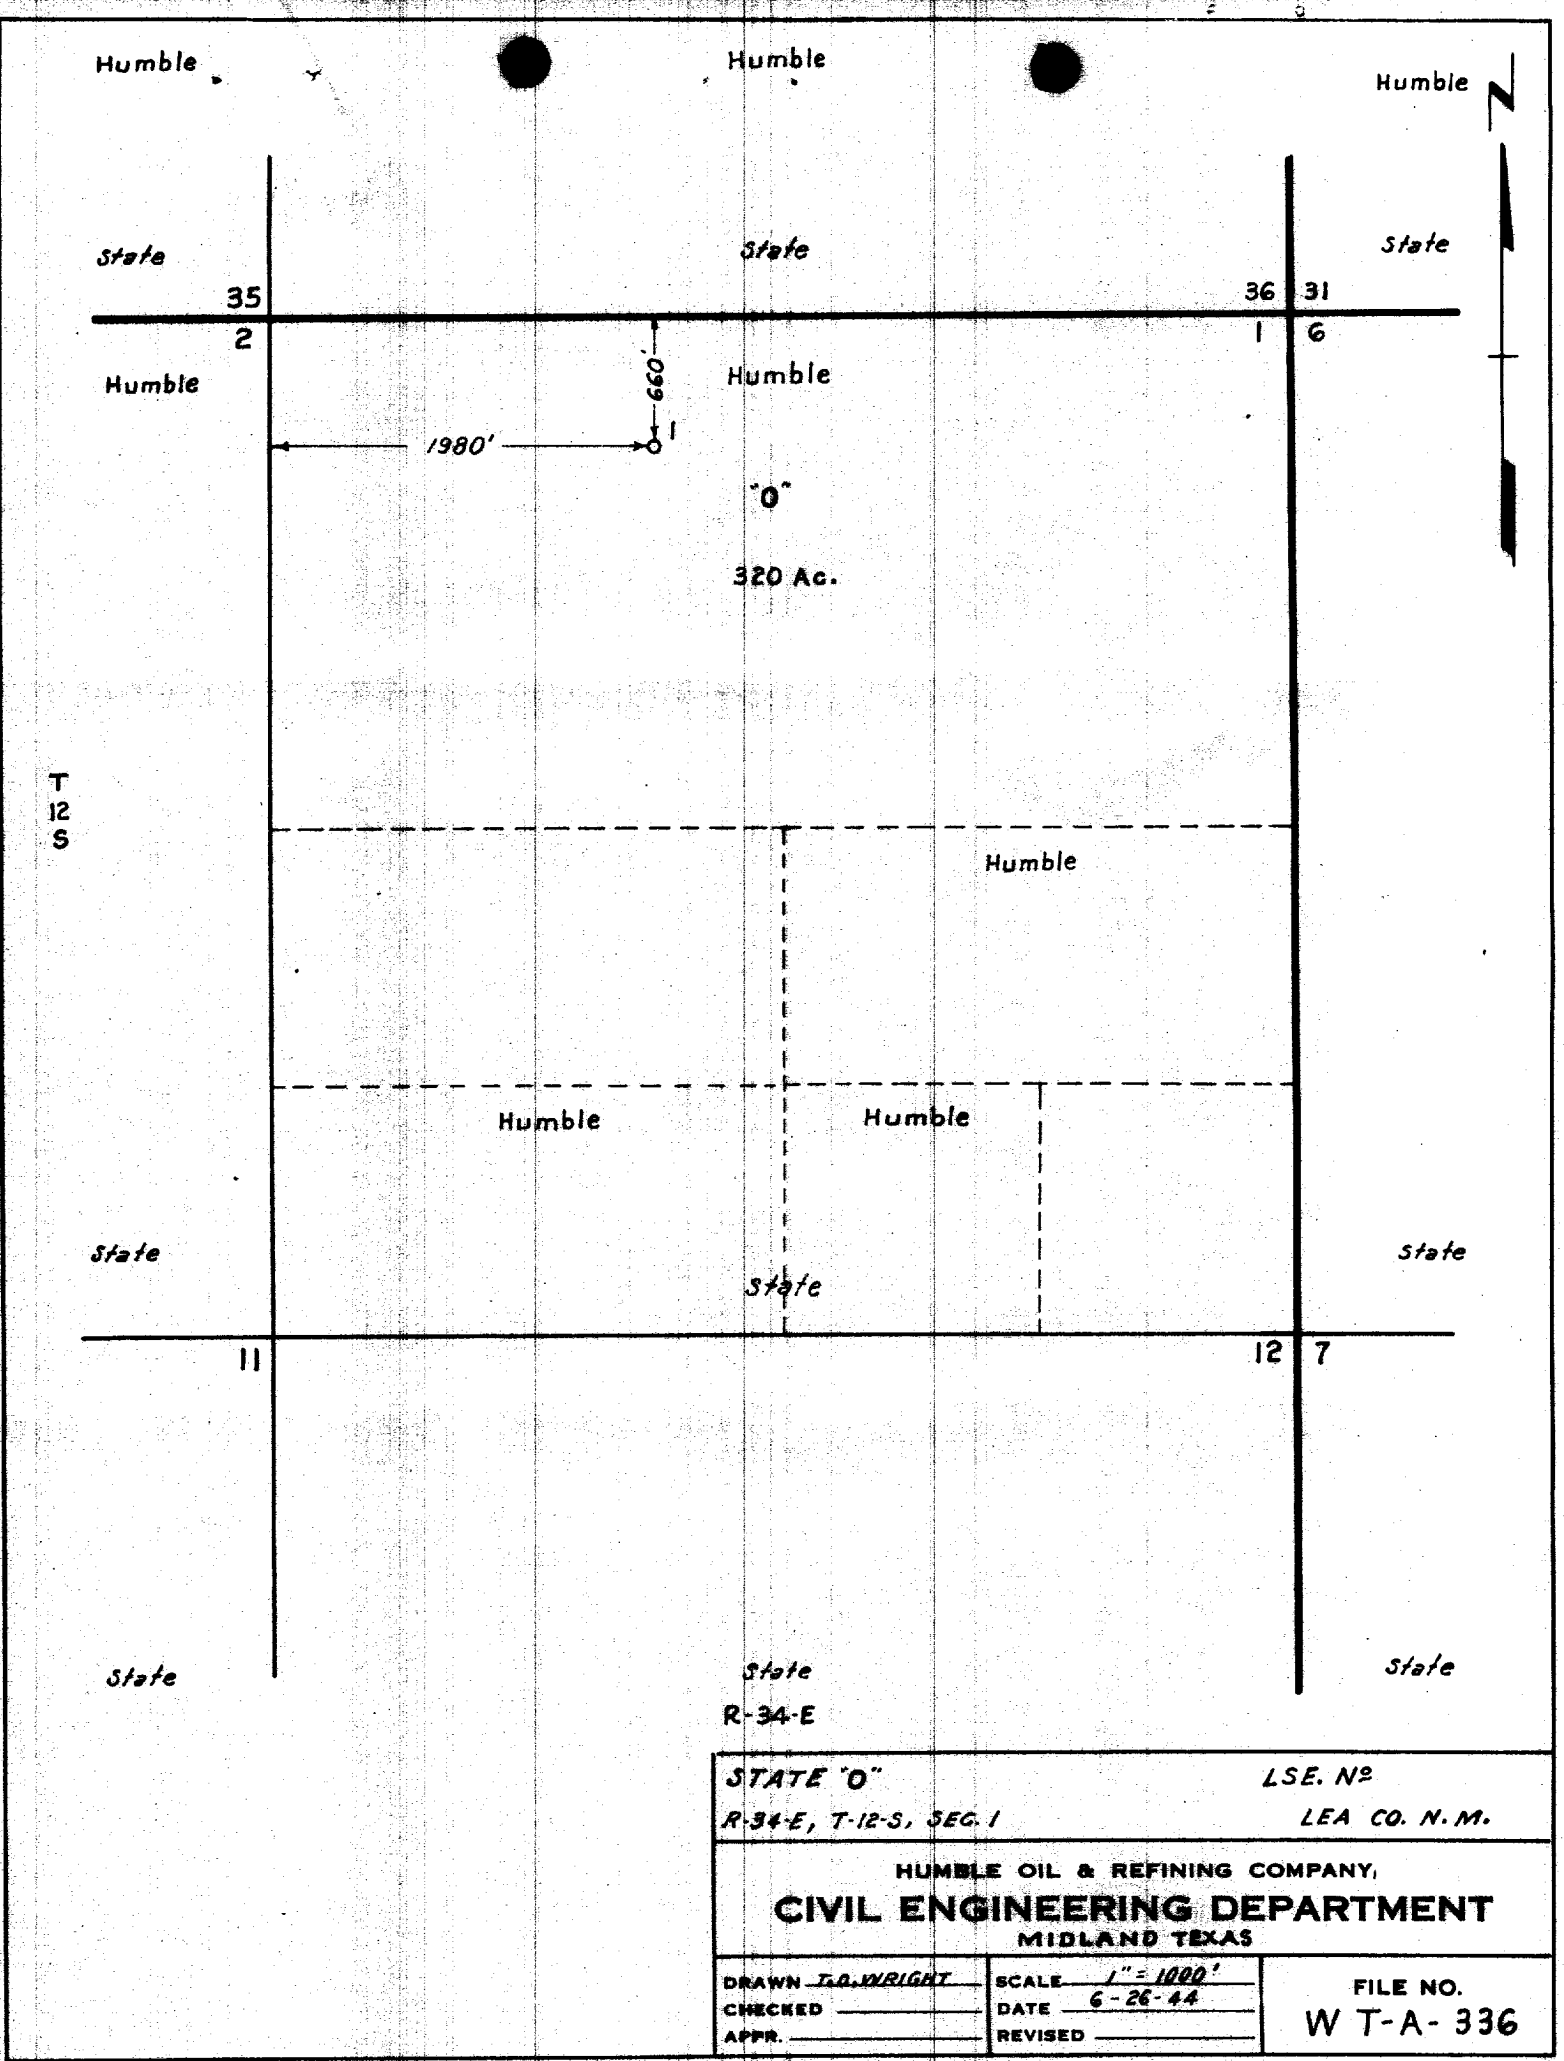 Humble
Humble
Humble
N
State
State
State
35
36
31
2
1
6
Humble
660'
Humble
1980'
1
"O"
320 Ac.
T
12
S
Humble
Humble
Humble
State
State
State
11
12
7
State
State
State
R-34-E
STATE "O"
LSE. Nº
R-34-E, T-12-S, SEC. 1
LEA CO. N.M.
HUMBLE OIL & REFINING COMPANY,
CIVIL ENGINEERING DEPARTMENT
MIDLAND TEXAS
DRAWN T.O. WRIGHT
CHECKED
APPR.
SCALE 1" = 1000'
DATE 6-26-44
REVISED
FILE NO.
W T-A-336